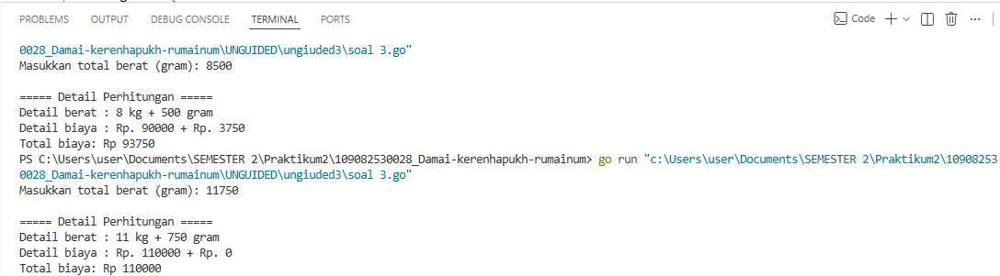 PROBLEMS OUTPUT DEBUG CONSOLE TERMINAL PORTS Code
0028_Damai-kerenhapukh-rumainum\UNGUIDED\ungiuded3\soal 3.go"
Masukkan total berat (gram): 8500
===== Detail Perhitungan =====
Detail berat : 8 kg + 500 gram
Detail biaya : Rp. 90000 + Rp. 3750
Total biaya: Rp 93750
PS C:\Users\user\Documents\SEMESTER 2\Praktikum2\109082530028_Damai-kerenhapukh-rumainum> go run "c:\Users\user\Documents\SEMESTER 2\Praktikum2\10908253
0028_Damai-kerenhapukh-rumainum\UNGUIDED\ungiuded3\soal 3.go"
Masukkan total berat (gram): 11750
===== Detail Perhitungan =====
Detail berat : 11 kg + 750 gram
Detail biaya : Rp. 110000 + Rp. 0
Total biaya: Rp 110000